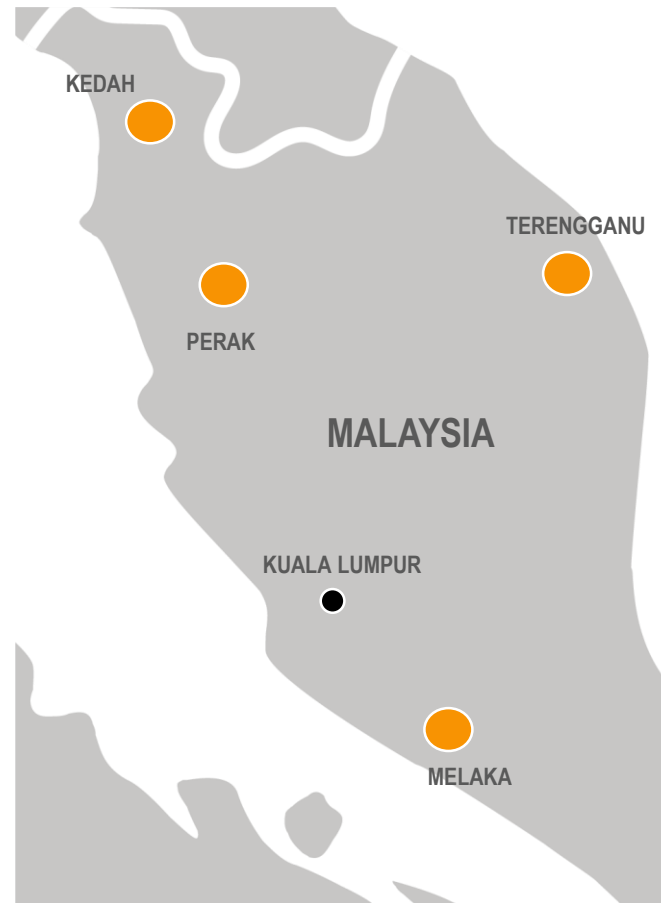 KEDAH
TERENGGANU
PERAK
MALAYSIA
KUALA LUMPUR
MELAKA